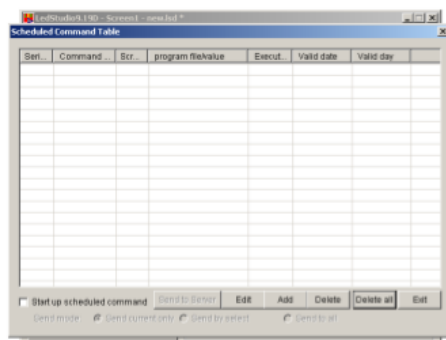 LedStudio9.19D - Screen1 - new.lsd *
Scheduled Command Table
Seri... Command ... Scr... program file/value Execut... Valid date Valid day
Start up scheduled command Send to Server Edit Add Delete Delete all Exit
Send mode Send current only Send by select Send to all